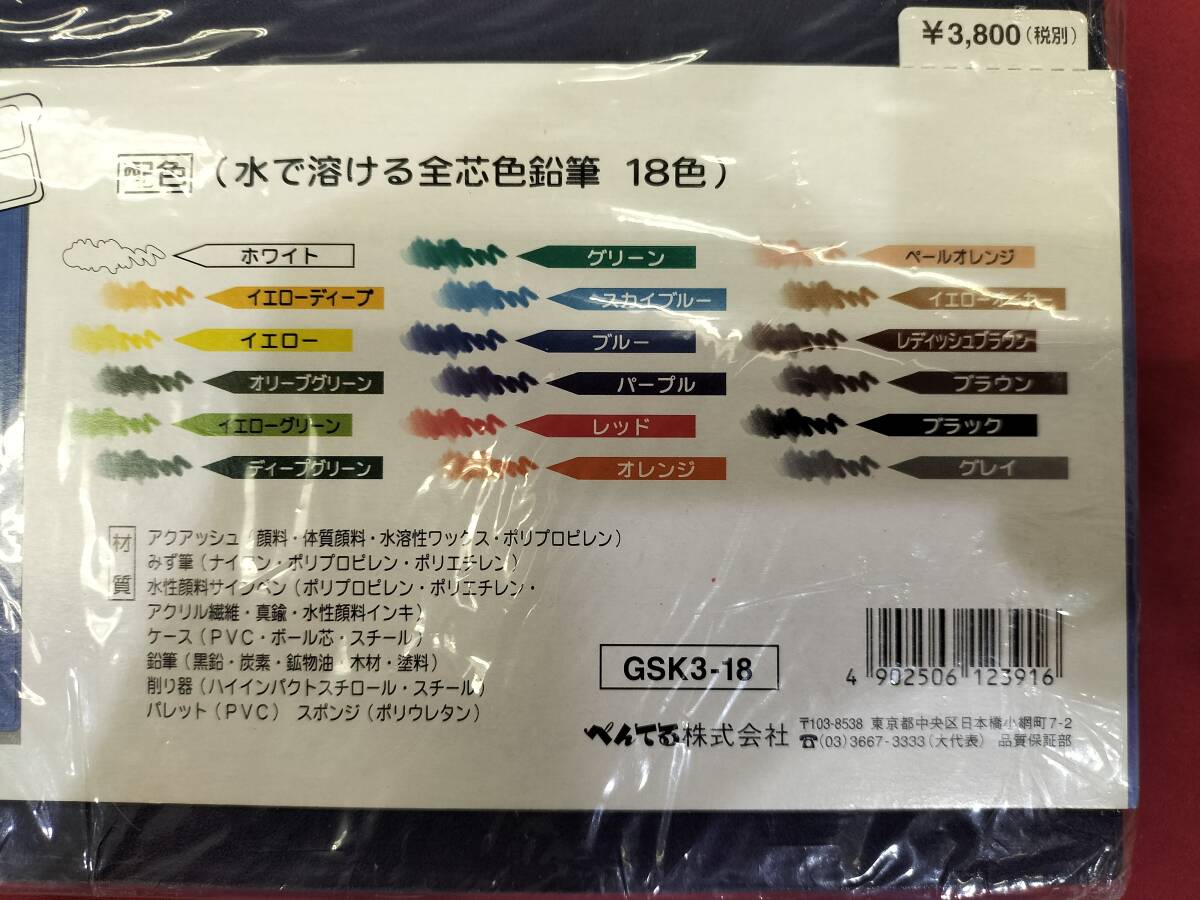 ¥3,800(税別)
配色(水で溶ける全芯色鉛筆 18色)
ホワイト
イエローディープ
イエロー
オリーブグリーン
イエローグリーン
ディープグリーン
グリーン
スカイブルー
ブルー
パープル
レッド
オレンジ
ペールオレンジ
イエローオーカー
レディッシュブラウン
ブラウン
ブラック
グレイ
材質
アクアッシュ(顔料・体質顔料・水溶性ワックス・ポリプロピレン)
みず筆(ナイロン・ポリプロピレン・ポリエチレン)
水性顔料サインペン(ポリプロピレン・ポリエチレン・
アクリル繊維・真鍮・水性顔料インキ)
ケース(PVC・ボール芯・スチール)
鉛筆(黒鉛・炭素・鉱物油・木材・塗料)
削り器(ハイインパクトスチロール・スチール)
パレット(PVC) スポンジ(ポリウレタン)
GSK3-18
4 902506 123916
ぺんてる株式会社
〒103-8538 東京都中央区日本橋小網町7-2
☎(03)3667-3333(大代表) 品質保証部